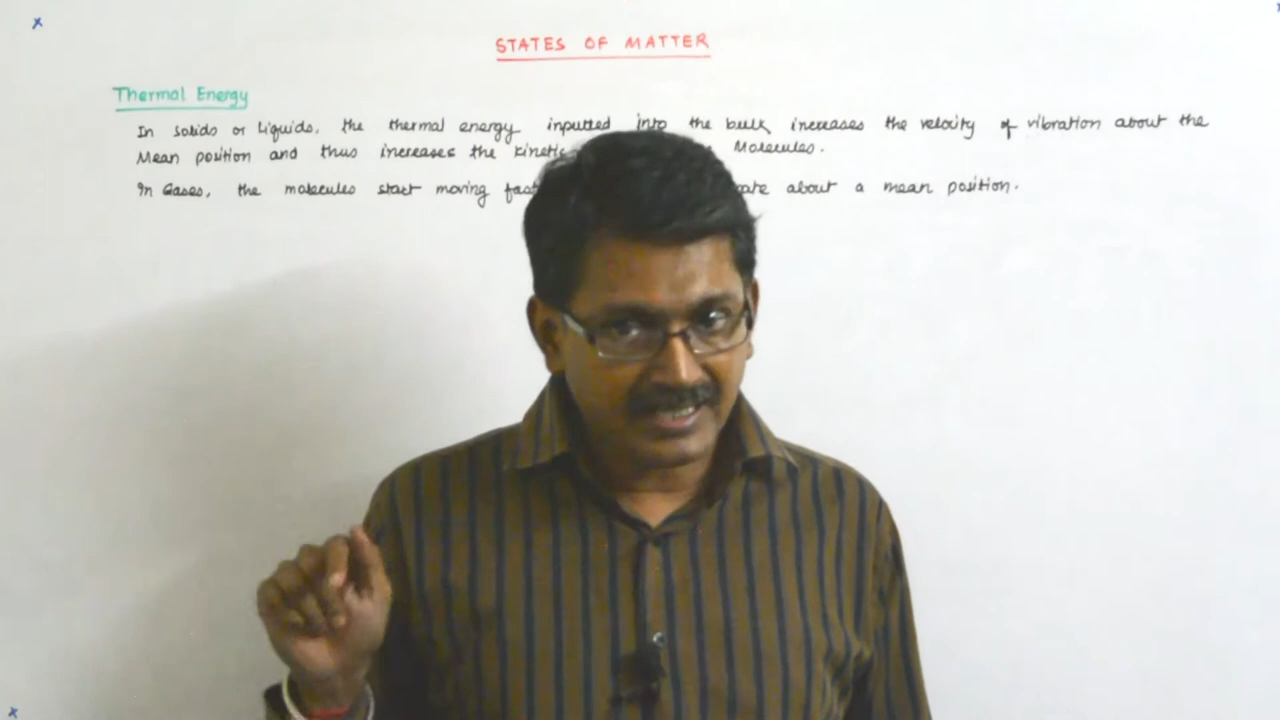 STATES OF MATTER
Thermal Energy
In Solids or Liquids, the thermal energy inputted into the bulk increases the velocity of vibration about the
Mean position and thus increases the Molecules.
In Gases, the molecules start moving about a mean position.